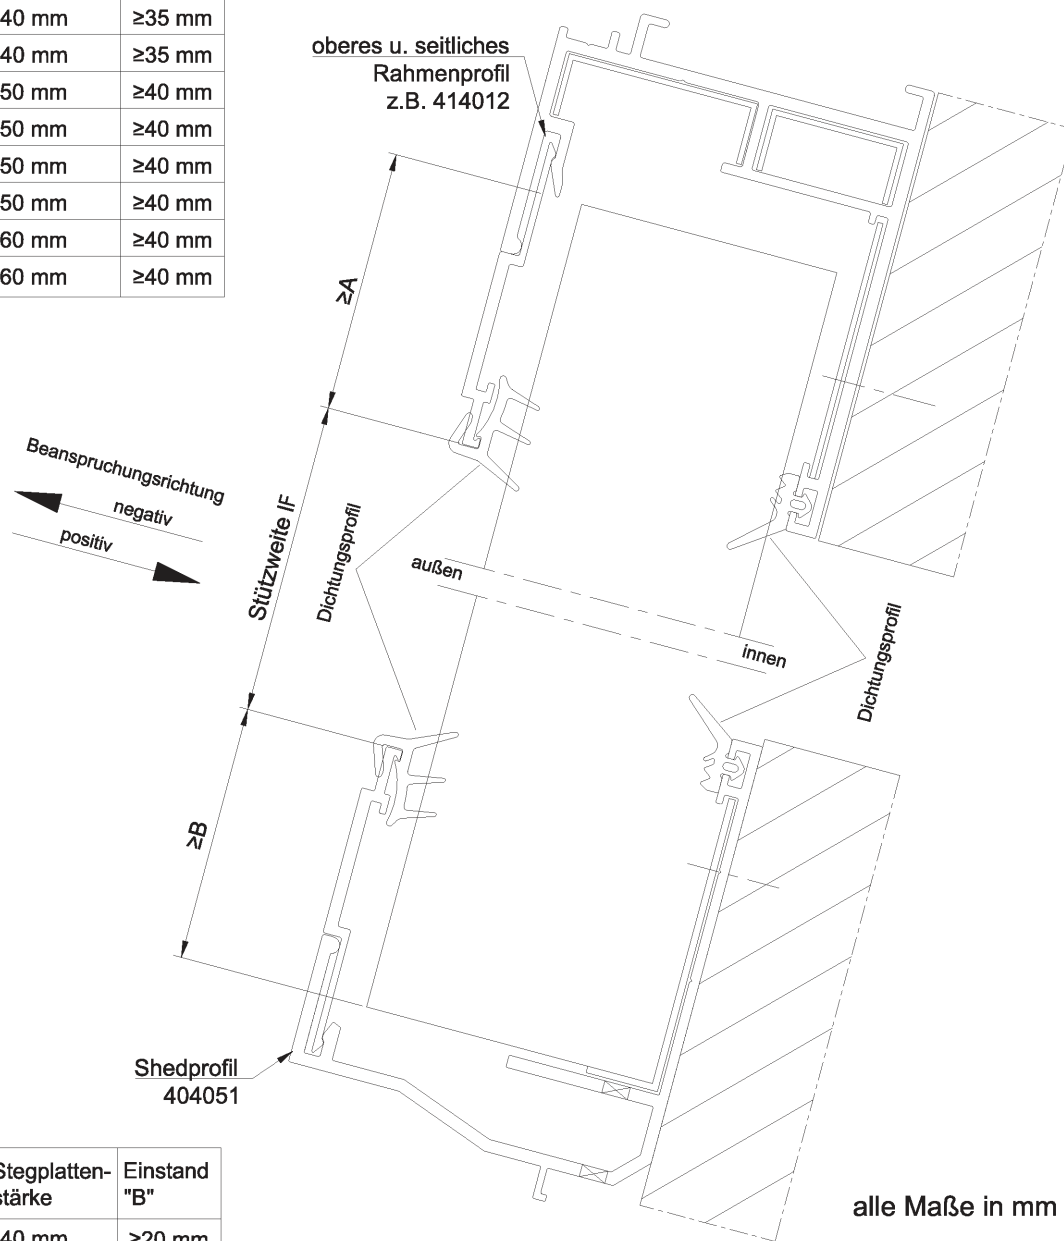 40 mm ≥35 mm
40 mm ≥35 mm
50 mm ≥40 mm
50 mm ≥40 mm
50 mm ≥40 mm
50 mm ≥40 mm
60 mm ≥40 mm
60 mm ≥40 mm
oberes u. seitliches
Rahmenprofil
z.B. 414012
≥A
Beanspruchungsrichtung
negativ
positiv
Stützweite lF
Dichtungsprofil
außen
innen
Dichtungsprofil
≥B
Shedprofil
404051
Stegplatten- Einstand
stärke "B"
40 mm ≥20 mm
alle Maße in mm